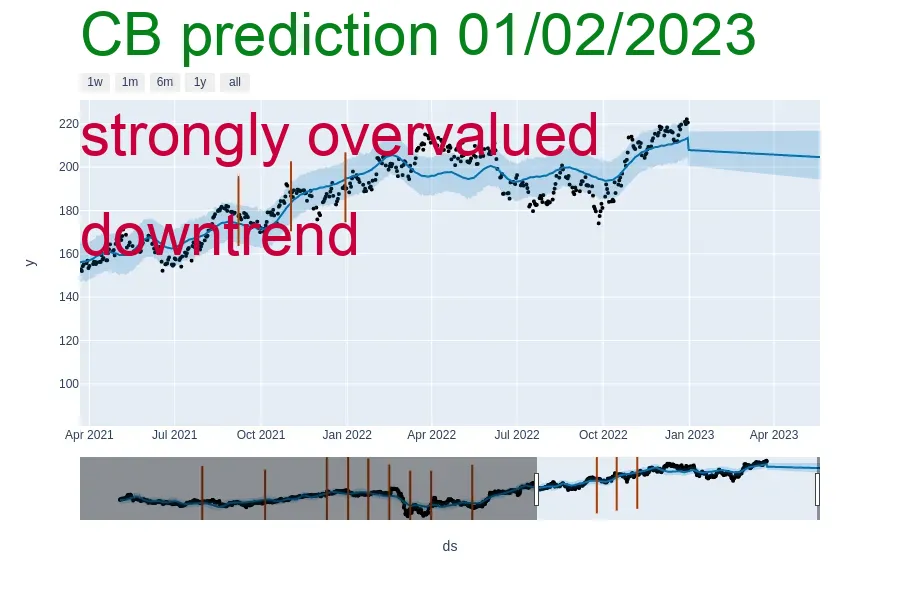 CB prediction 01/02/2023
1w 1m 6m 1y all
strongly overvalued
downtrend
220
200
180
160
140
120
100
y
Apr 2021 Jul 2021 Oct 2021 Jan 2022 Apr 2022 Jul 2022 Oct 2022 Jan 2023 Apr 2023
ds